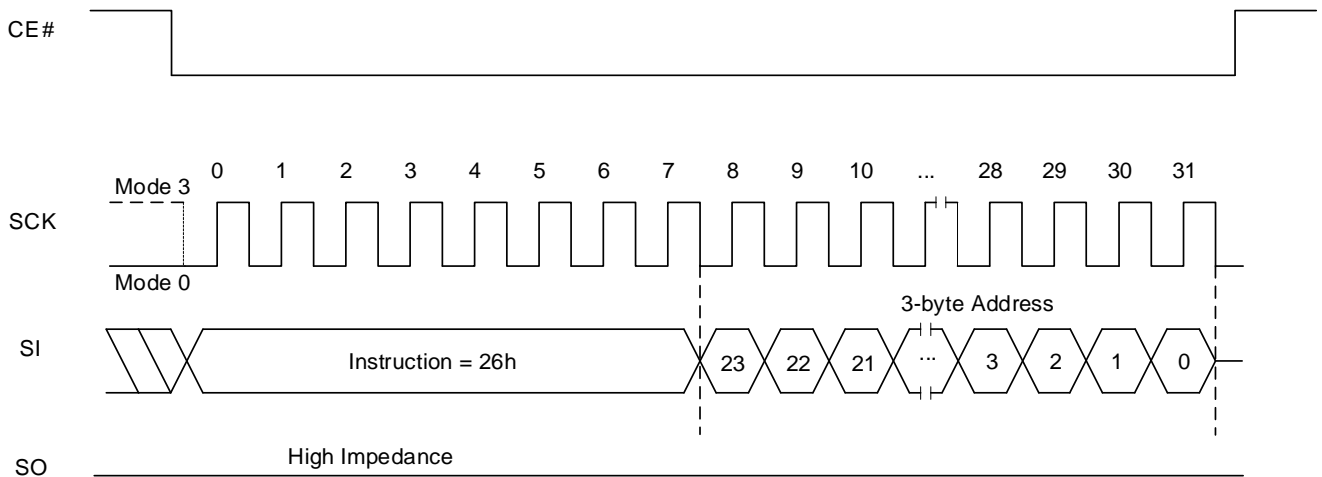 CE#
0 1 2 3 4 5 6 7 8 9 10 ... 28 29 30 31
Mode 3
SCK
Mode 0
3-byte Address
SI
Instruction = 26h 23 22 21 ... 3 2 1 0
High Impedance
SO